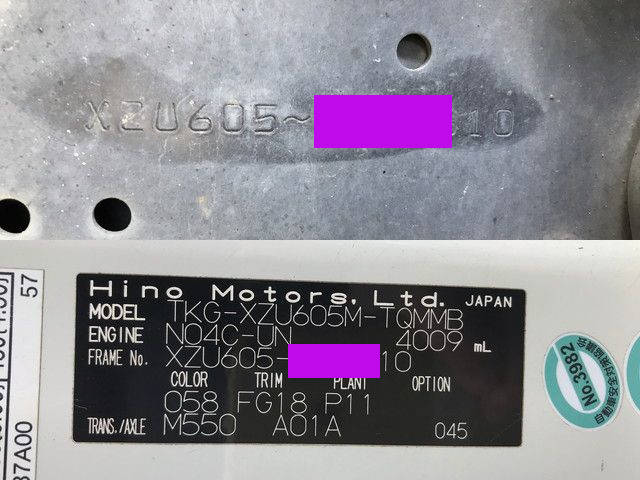 XZU605~ 10
Hino Motors, Ltd. JAPAN
MODEL TKG-XZU605M-TQMMB
ENGINE N04C-UN 4009 mL
FRAME No. XZU605- 10
COLOR TRIM PLANT OPTION
058 FG18 P11
TRANS./AXLE M550 A01A 045
57
37A00
No.3982